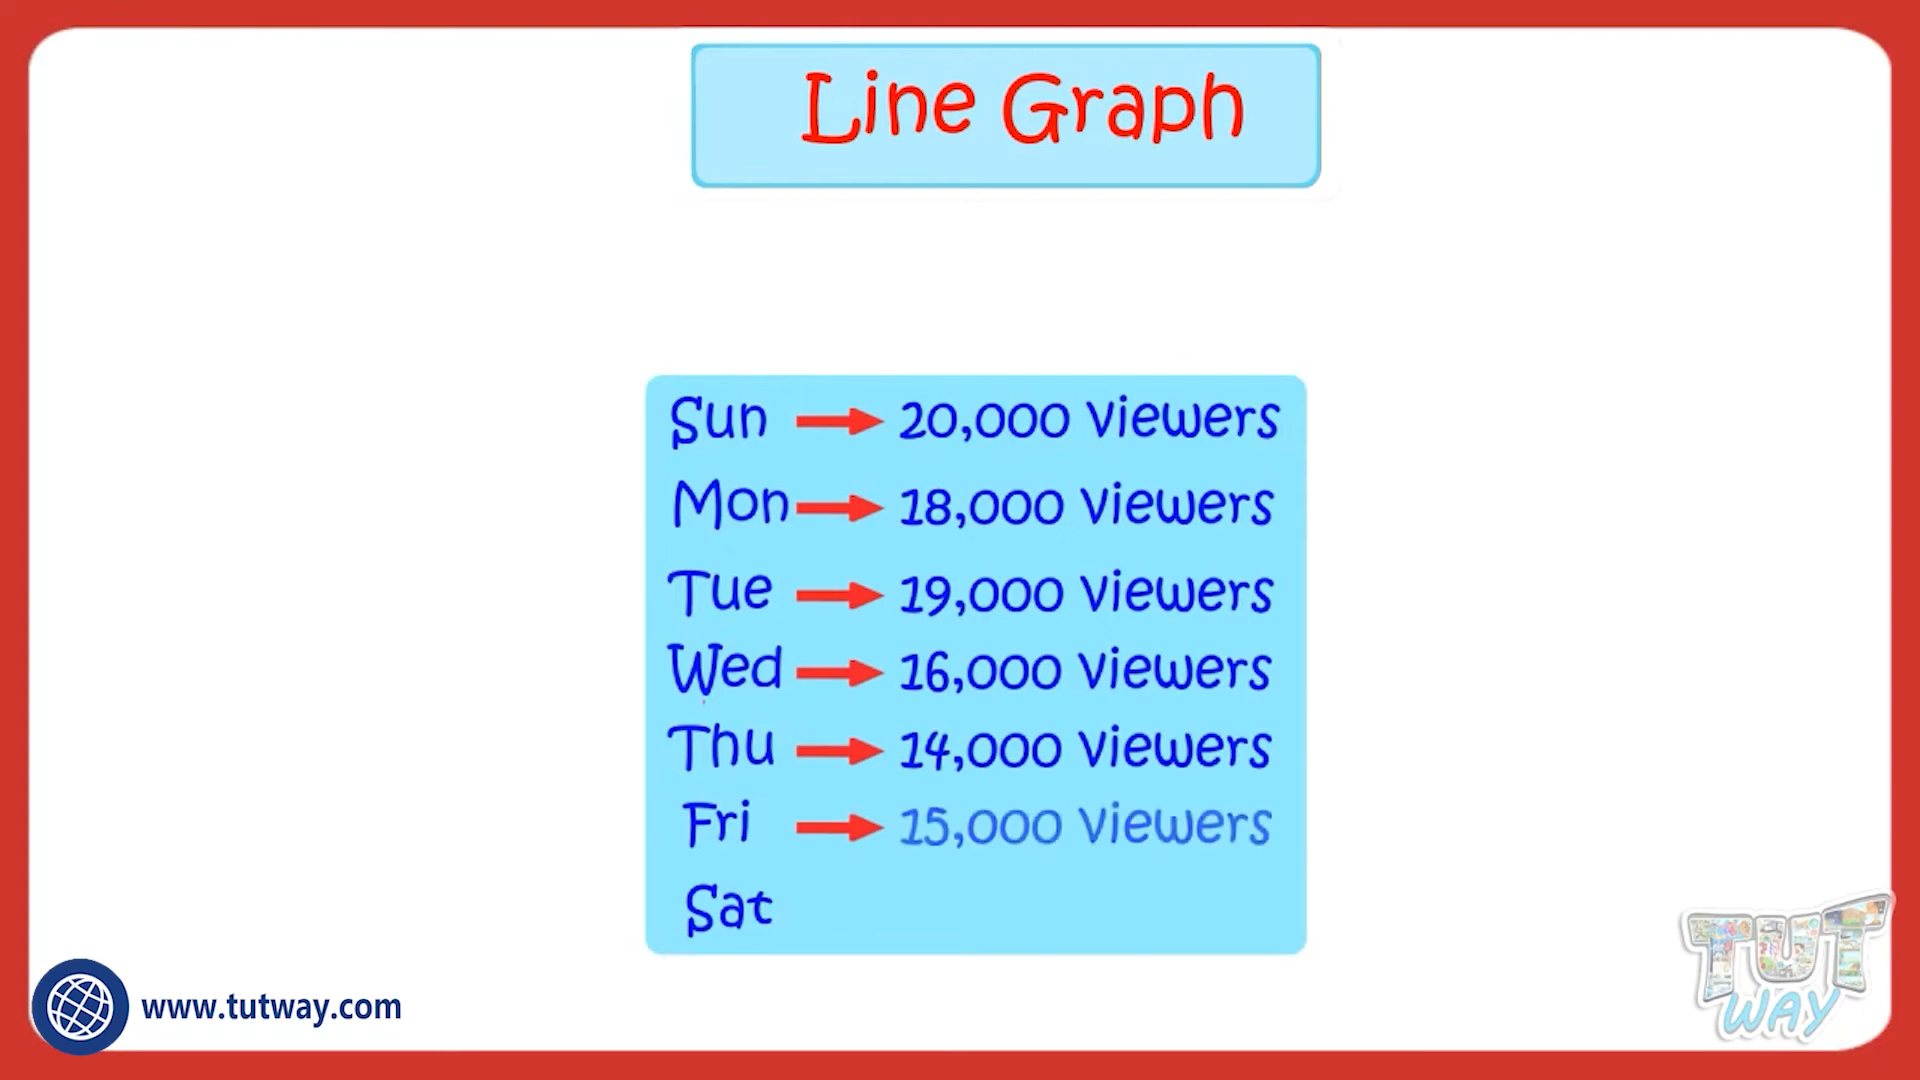 Line Graph
Sun → 20,000 Viewers
Mon → 18,000 Viewers
Tue → 19,000 Viewers
Wed → 16,000 Viewers
Thu → 14,000 Viewers
Fri → 15,000 Viewers
Sat
www.tutway.com
TUT
WAY